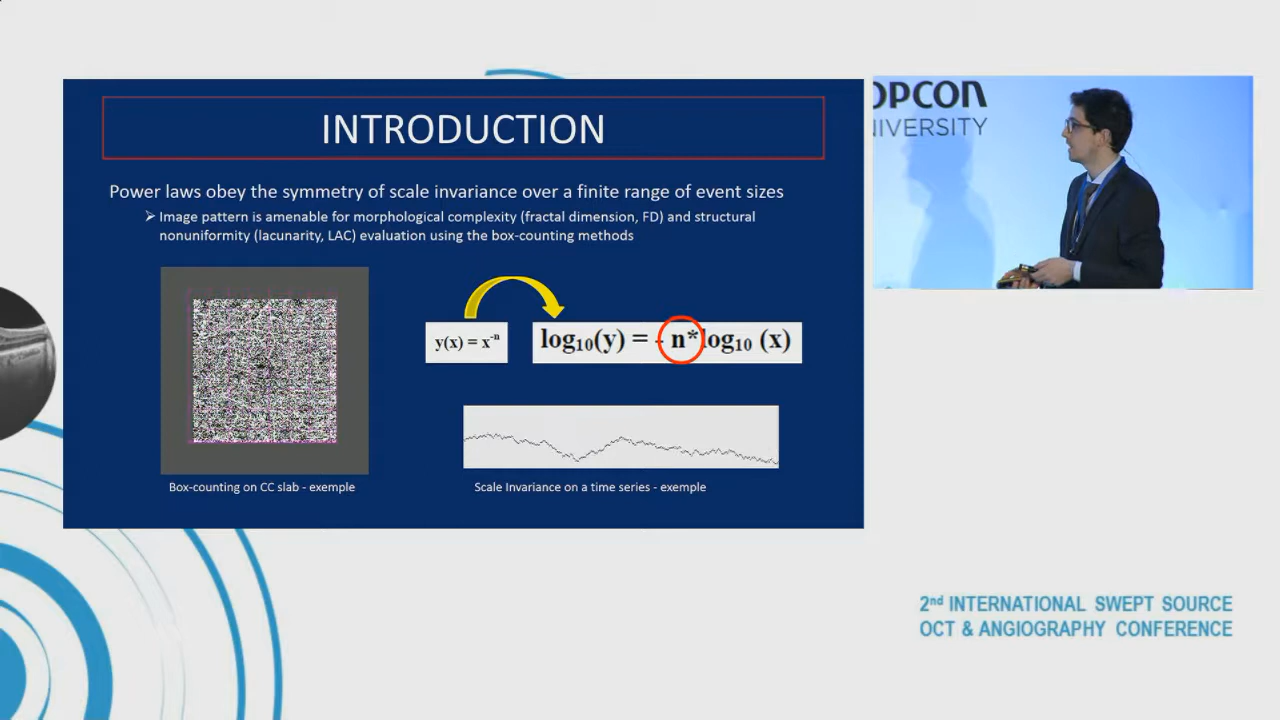 INTRODUCTION
Power laws obey the symmetry of scale invariance over a finite range of event sizes
➢ Image pattern is amenable for morphological complexity (fractal dimension, FD) and structural
nonuniformity (lacunarity, LAC) evaluation using the box-counting methods
y(x) = x⁻ⁿ
log₁₀(y) = - n*log₁₀ (x)
Box-counting on CC slab - exemple
Scale Invariance on a time series - exemple
OPCON
NIVERSITY
2nd INTERNATIONAL SWEPT SOURCE
OCT & ANGIOGRAPHY CONFERENCE